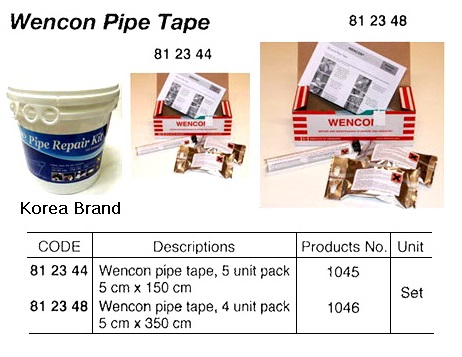 Wencon Pipe Tape
81 23 48
81 23 44
WENCON
WENCON
Pipe Repair Kit
Korea Brand
CODE Descriptions Products No. Unit
81 23 44 Wencon pipe tape, 5 unit pack 1045 Set
5 cm x 150 cm
81 23 48 Wencon pipe tape, 4 unit pack 1046
5 cm x 350 cm